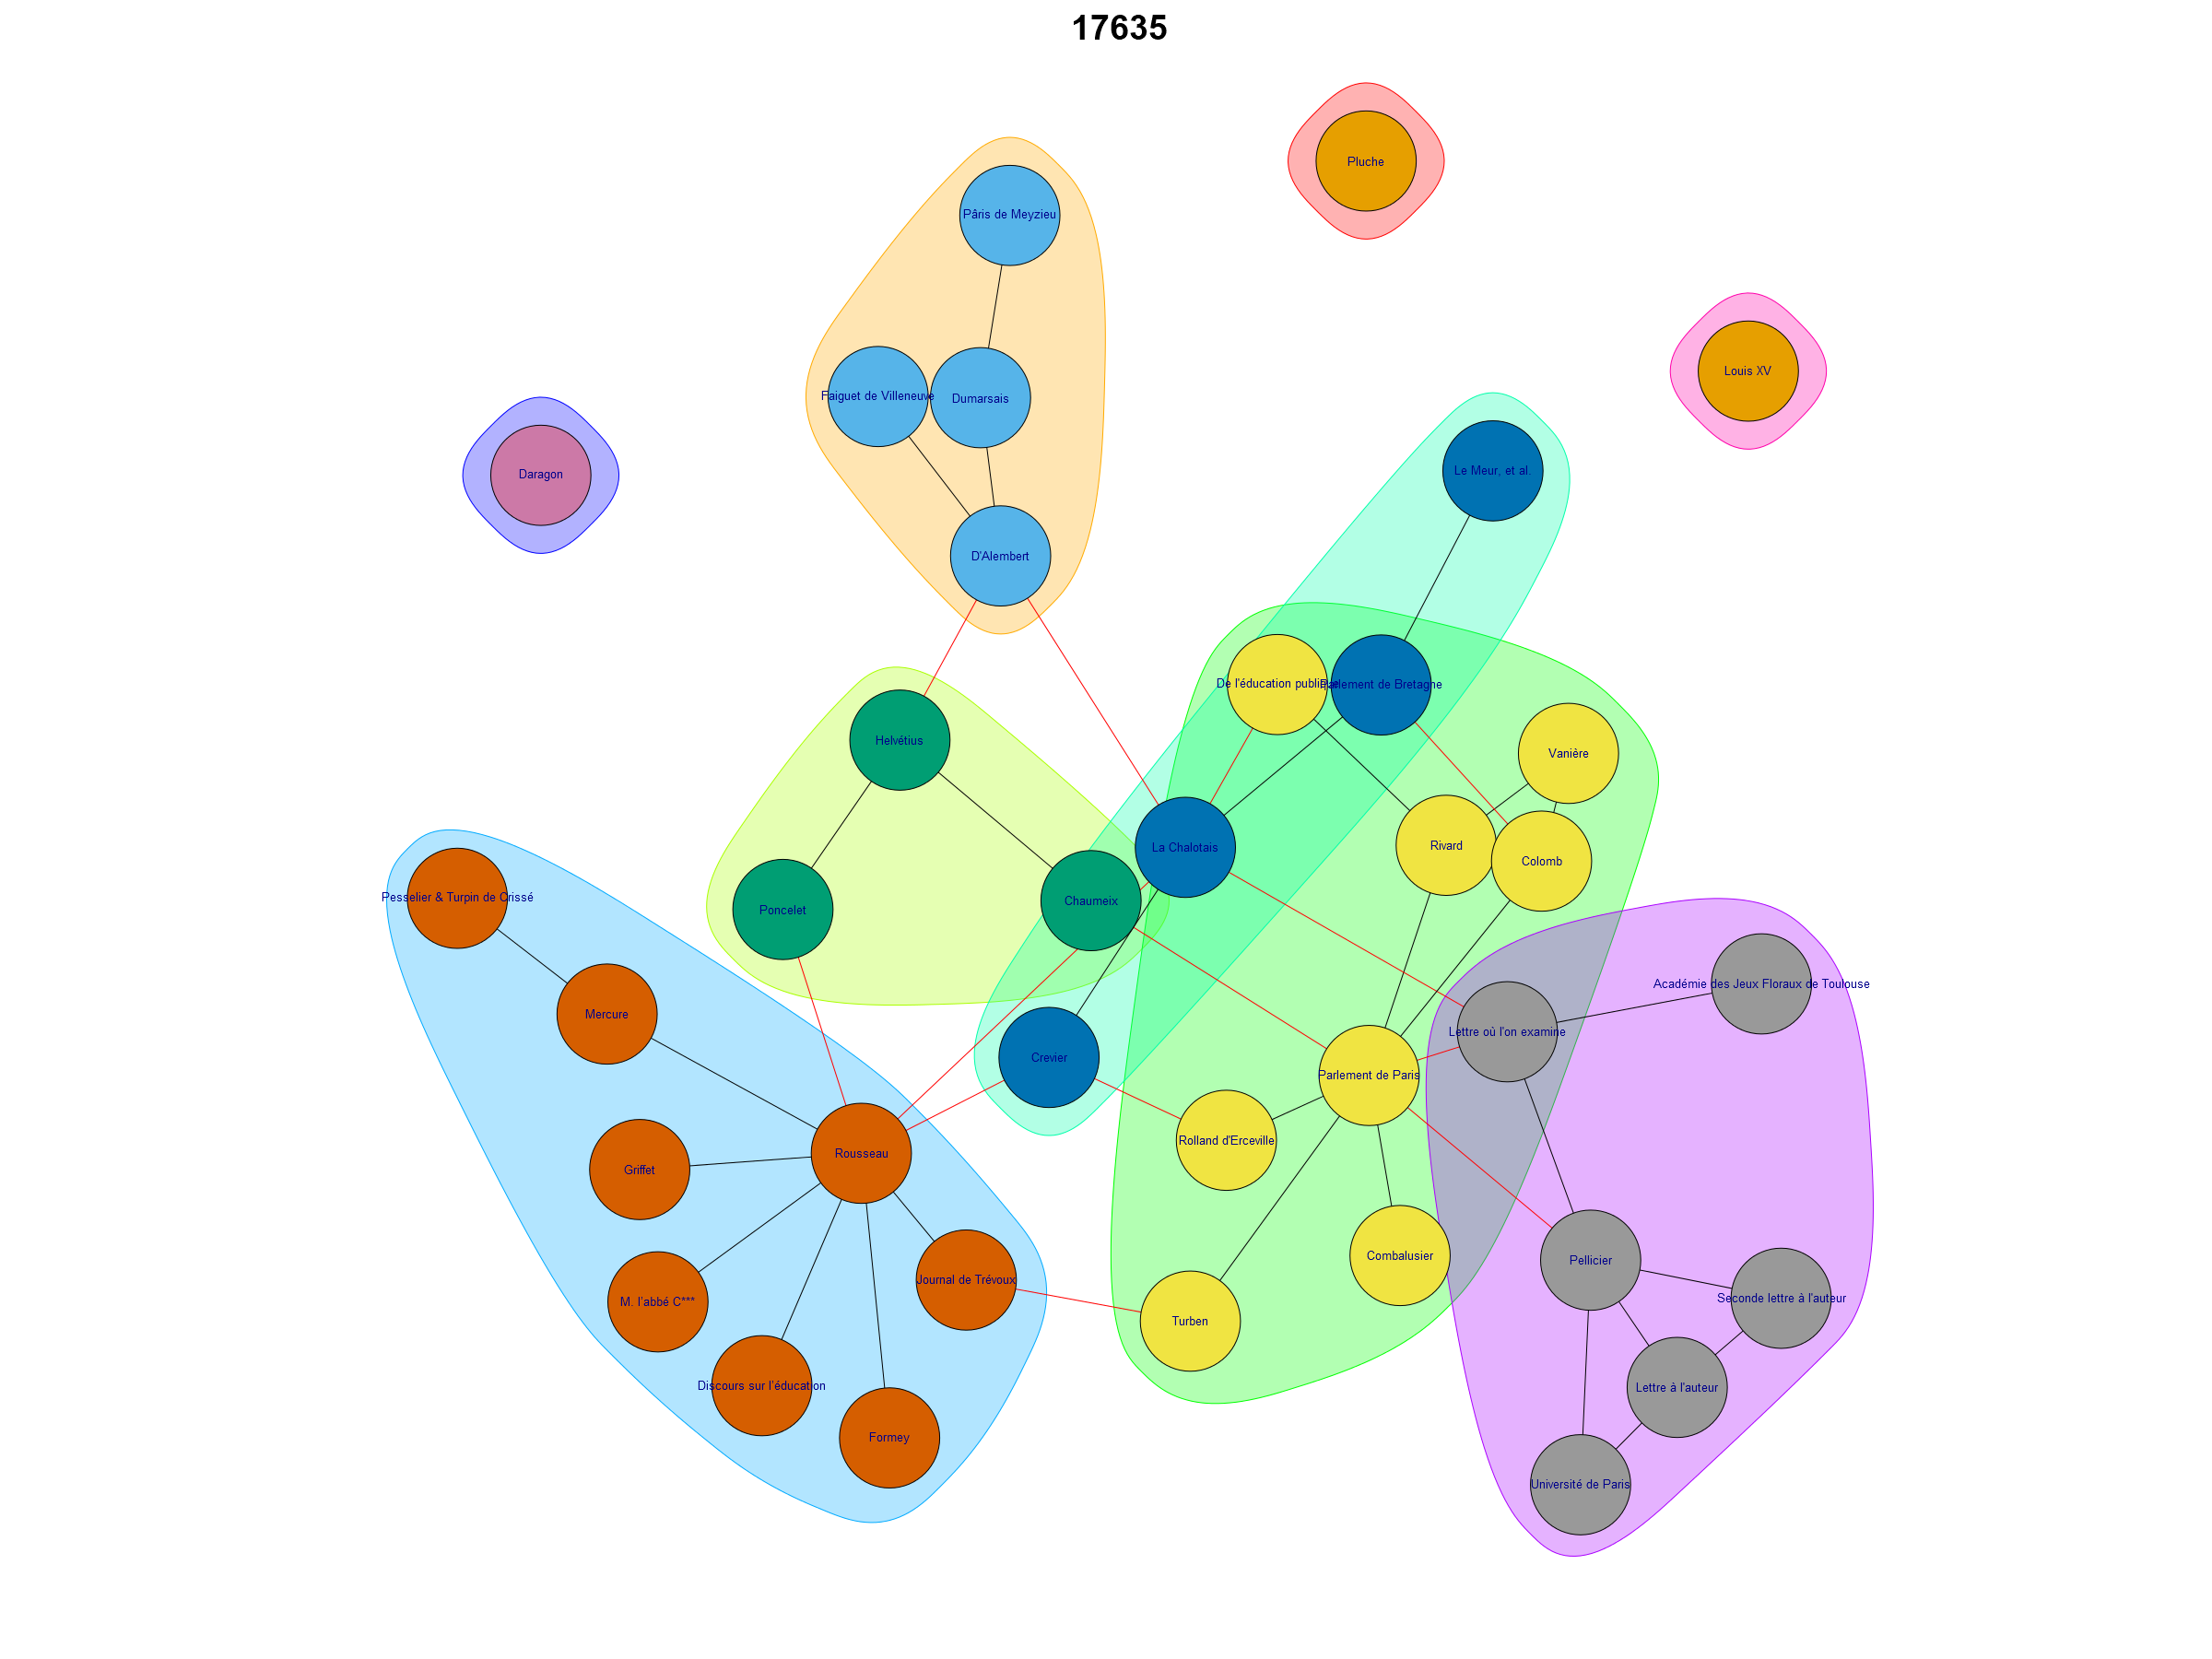 17635
Pluche
Pâris de Meyzieu
Louis XV
Faiguet de Villeneuve
Dumarsais
Le Meur, et al.
Daragon
D'Alembert
De l'éducation publique
Parlement de Bretagne
Helvétius
Vanière
La Chalotais
Rivard
Colomb
Pesselier & Turpin de Crissé
Chaumeix
Poncelet
Académie des Jeux Floraux de Toulouse
Mercure
Lettre où l'on examine
Crevier
Parlement de Paris
Rolland d'Erceville
Rousseau
Griffet
Combalusier
Pellicier
Journal de Trévoux
Seconde lettre à l'auteur
M. l'abbé C***
Turben
Discours sur l'éducation
Lettre à l'auteur
Formey
Université de Paris